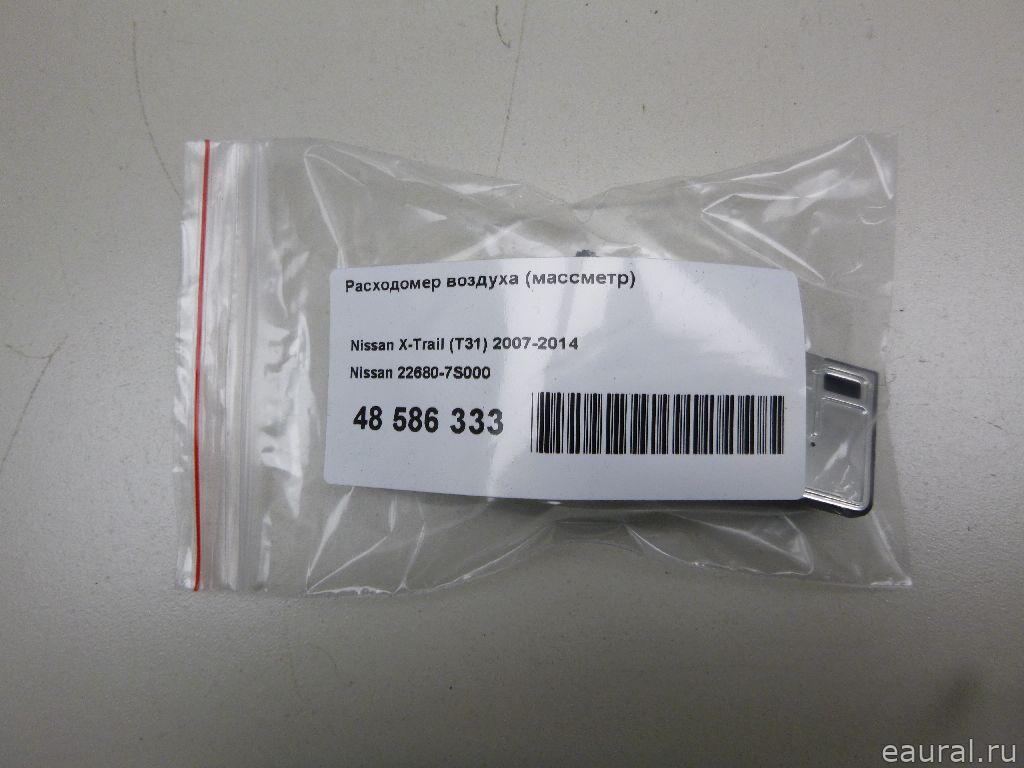 Расходомер воздуха (массметр)
Nissan X-Trail (T31) 2007-2014
Nissan 22680-7S000
48 586 333
eaural.ru